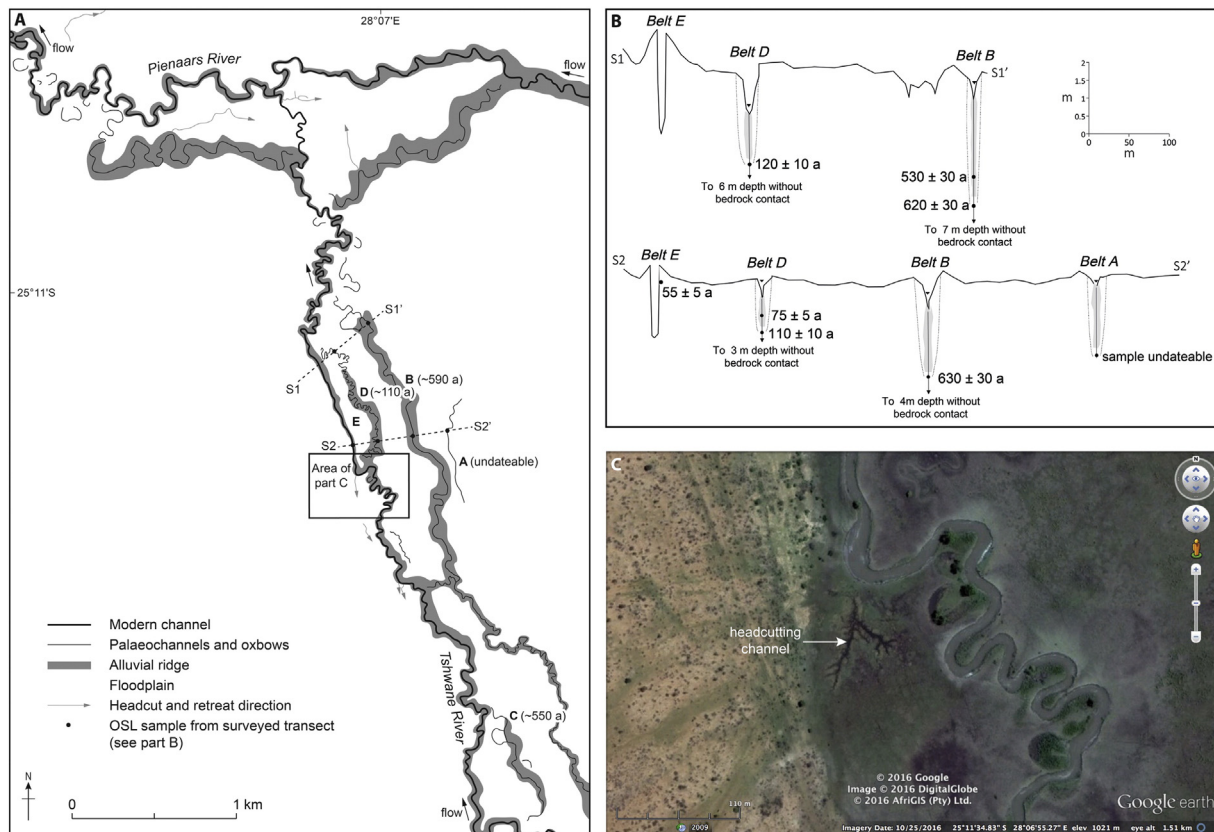 A
28°07'E
flow
Pienaars River
flow
25°11'S
S1'
S1
B (~590 a)
D (~110 a)
E
S2
S2'
A (undateable)
Area of
part C
Modern channel
Palaeochannels and oxbows
Alluvial ridge
Floodplain
Headcut and retreat direction
OSL sample from surveyed transect
(see part B)
Tshwane River
C (~550 a)
N
0 1 km
flow
B
Belt E
Belt D
Belt B
S1
S1'
2
1.5
m 1
0.5
0
0 50 100
m
120 ± 10 a
To 6 m depth without
bedrock contact
530 ± 30 a
620 ± 30 a
To 7 m depth without
bedrock contact
S2
Belt E
Belt D
Belt B
Belt A
S2'
55 ± 5 a
75 ± 5 a
110 ± 10 a
To 3 m depth without
bedrock contact
630 ± 30 a
To 4m depth without
bedrock contact
sample undateable
C
N
headcutting
channel
© 2016 Google
Image © 2016 DigitalGlobe
© 2016 AfriGIS (Pty) Ltd.
110 m
Google earth
2009
Imagery Date: 10/25/2016 25°11'34.83" S 28°06'55.27" E elev 1021 m eye alt 1.51 km